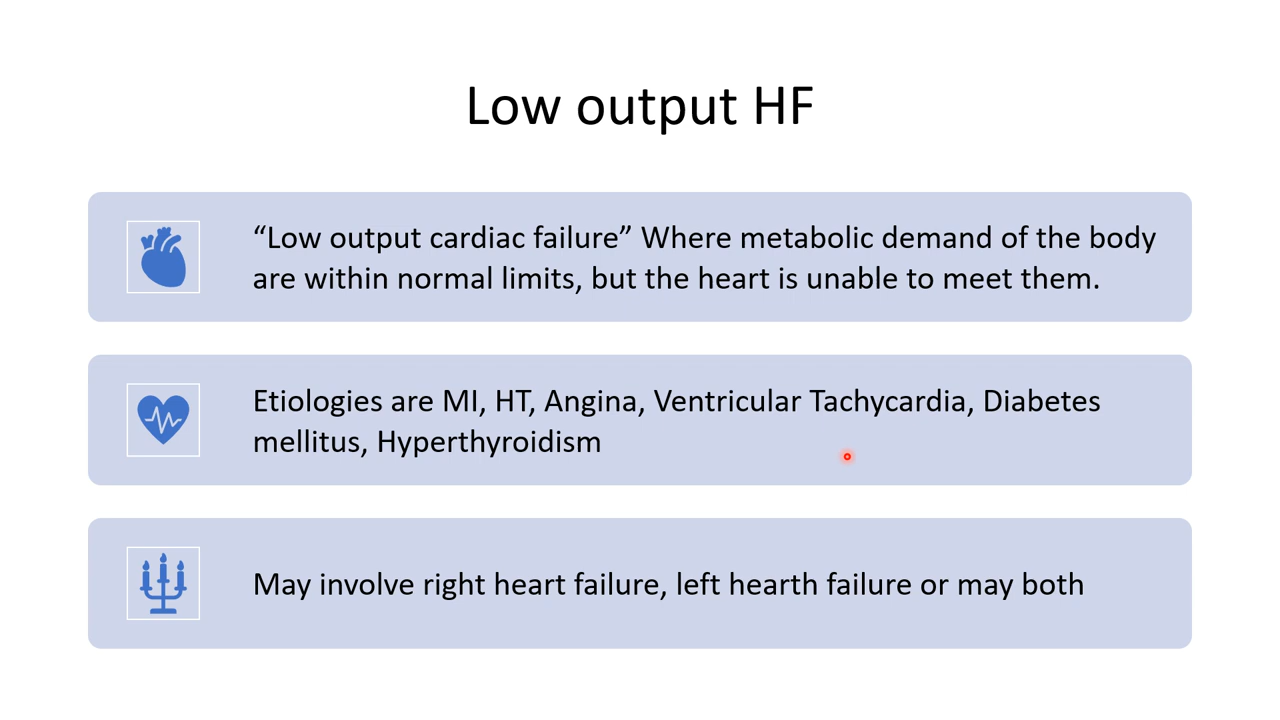 Low output HF
“Low output cardiac failure” Where metabolic demand of the body
are within normal limits, but the heart is unable to meet them.
Etiologies are MI, HT, Angina, Ventricular Tachycardia, Diabetes
mellitus, Hyperthyroidism
May involve right heart failure, left hearth failure or may both